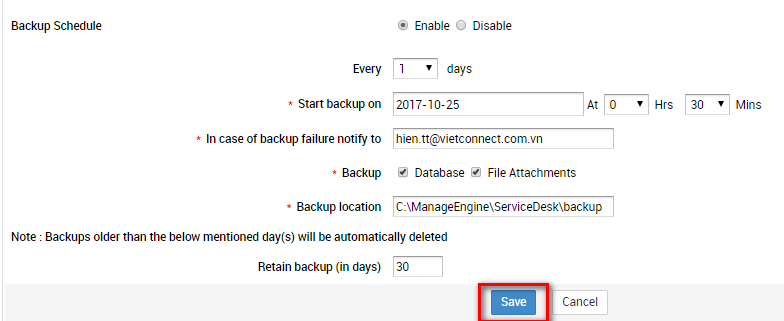 Backup Schedule Enable Disable
Every 1 days
* Start backup on 2017-10-25 At 0 Hrs 30 Mins
* In case of backup failure notify to hien.tt@vietconnect.com.vn
* Backup Database File Attachments
* Backup location C:\ManageEngine\ServiceDesk\backup
Note : Backups older than the below mentioned day(s) will be automatically deleted
Retain backup (in days) 30
Save Cancel